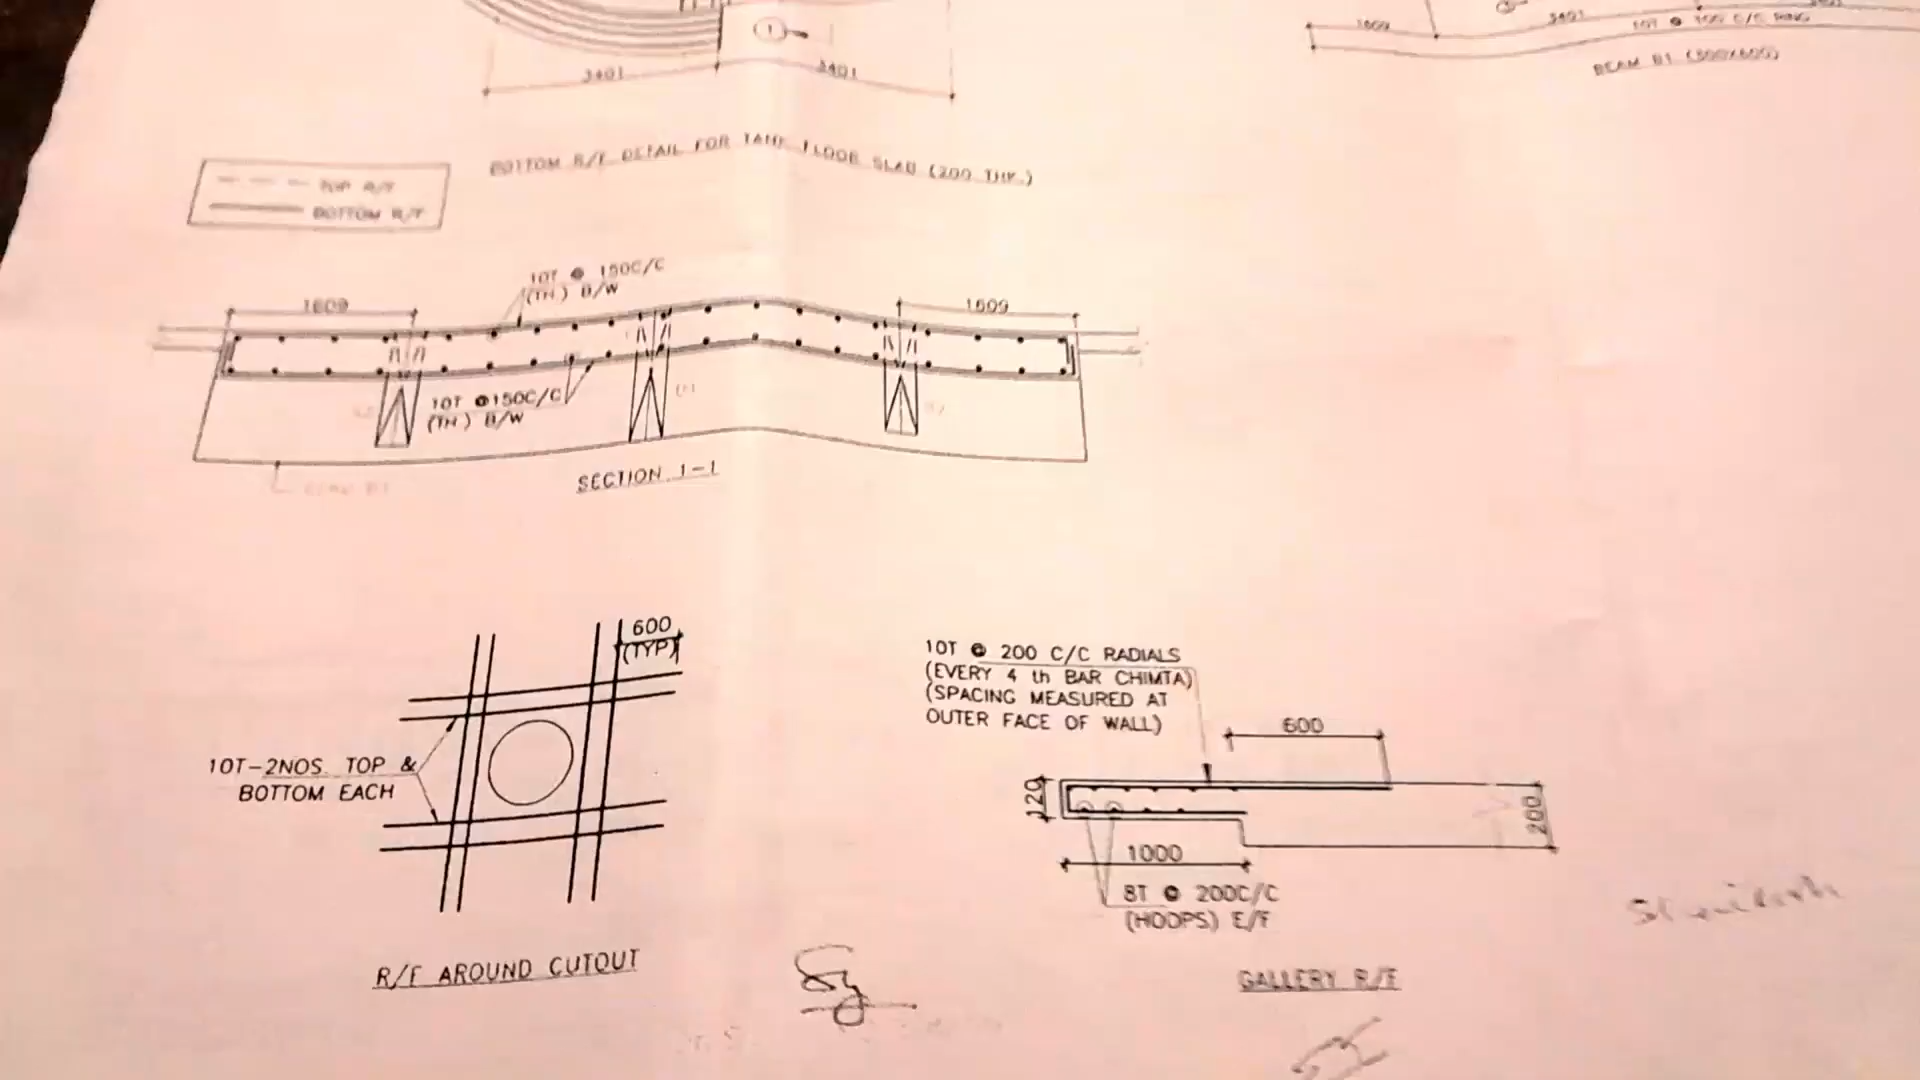 1
3401
3401
BOTTOM R/F DETAIL FOR TANK FLOOR SLAB (200 THK.)
1609
3401
10T @ 100 C/C RING
BEAM B1 (300X600)
TOP R/F
BOTTOM R/F
10T @ 150C/C
(TH.) B/W
1609
1609
10T @150C/C
(TH.) B/W
SECTION 1-1
600
(TYP)
10T-2NOS. TOP &
BOTTOM EACH
R/F AROUND CUTOUT
10T @ 200 C/C RADIALS
(EVERY 4 th BAR CHIMTA)
(SPACING MEASURED AT
OUTER FACE OF WALL)
600
120
200
1000
8T @ 200C/C
(HOOPS) E/F
GALLERY R/F